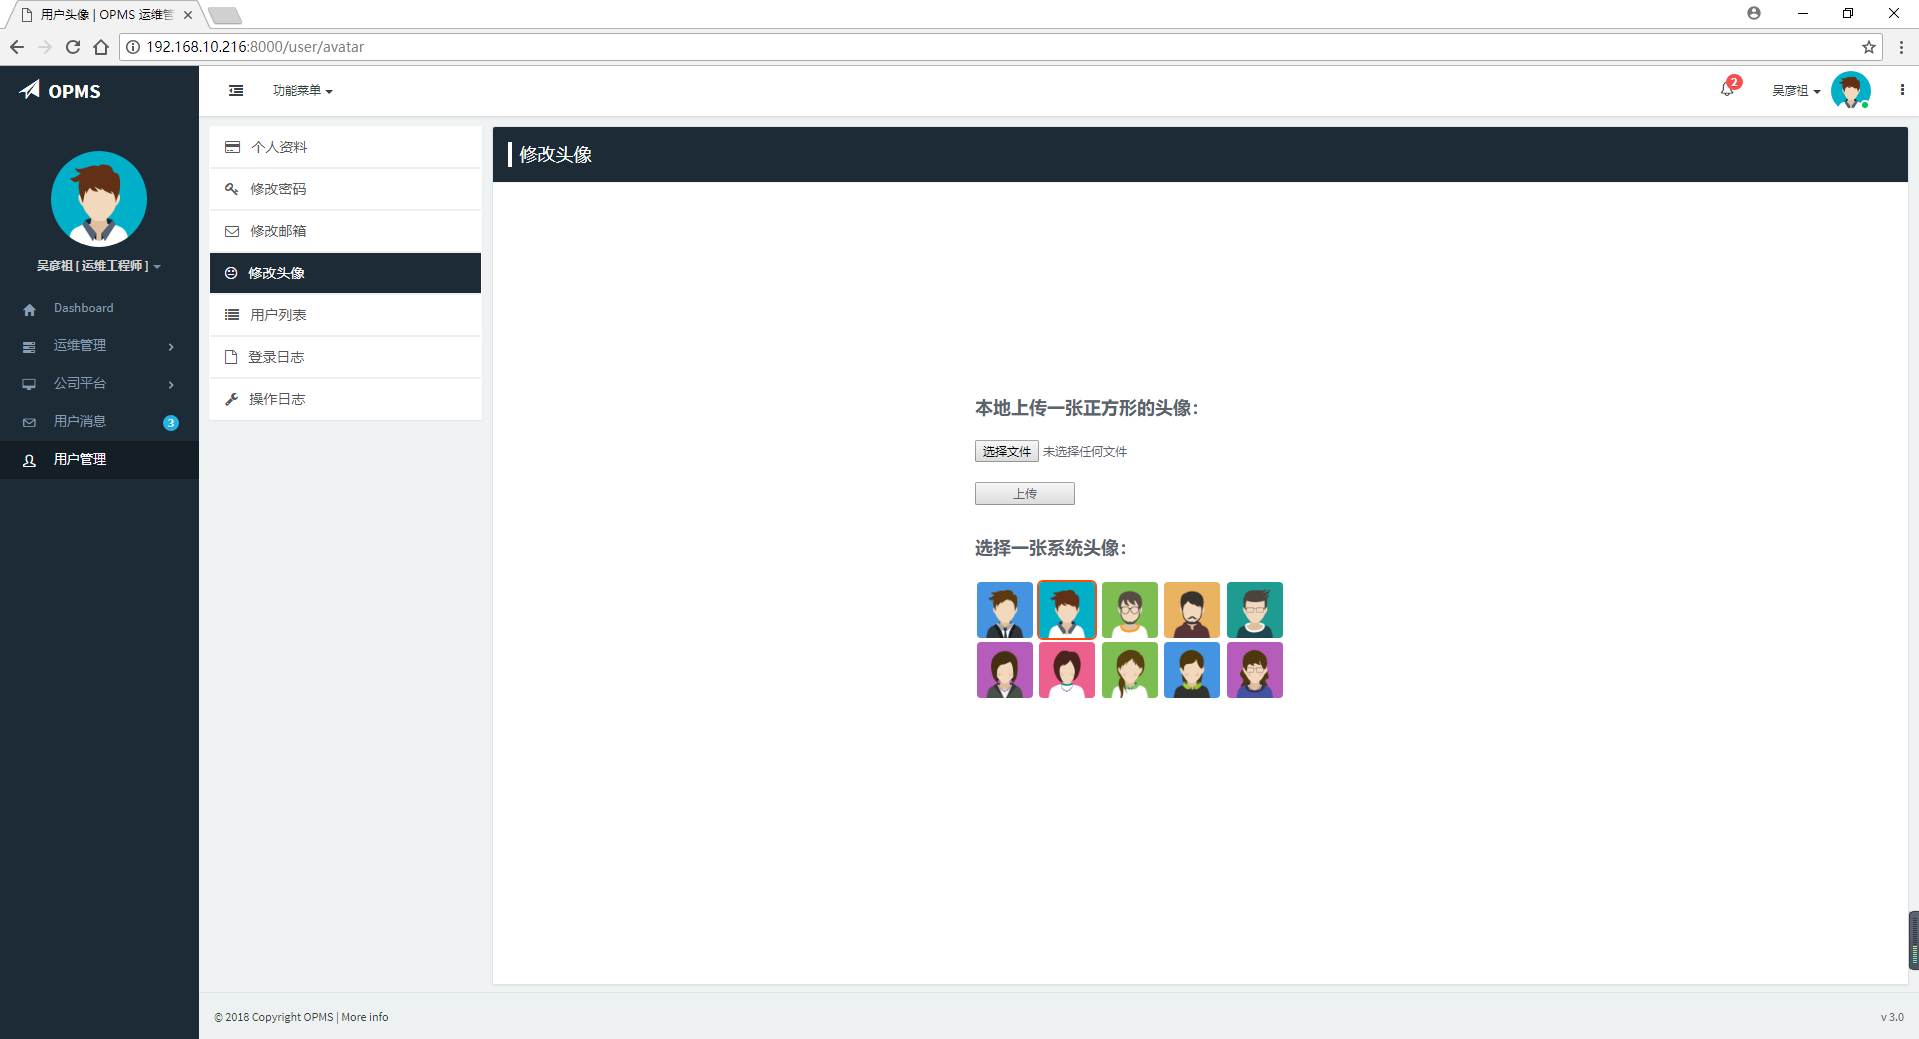 用户头像 | OPMS 运维管
192.168.10.216:8000/user/avatar
OPMS
功能菜单
2
吴彦祖
吴彦祖 [ 运维工程师 ]
Dashboard
运维管理
公司平台
用户消息
3
用户管理
个人资料
修改密码
修改邮箱
修改头像
用户列表
登录日志
操作日志
修改头像
本地上传一张正方形的头像：
选择文件 未选择任何文件
上传
选择一张系统头像：
© 2018 Copyright OPMS | More info
v 3.0